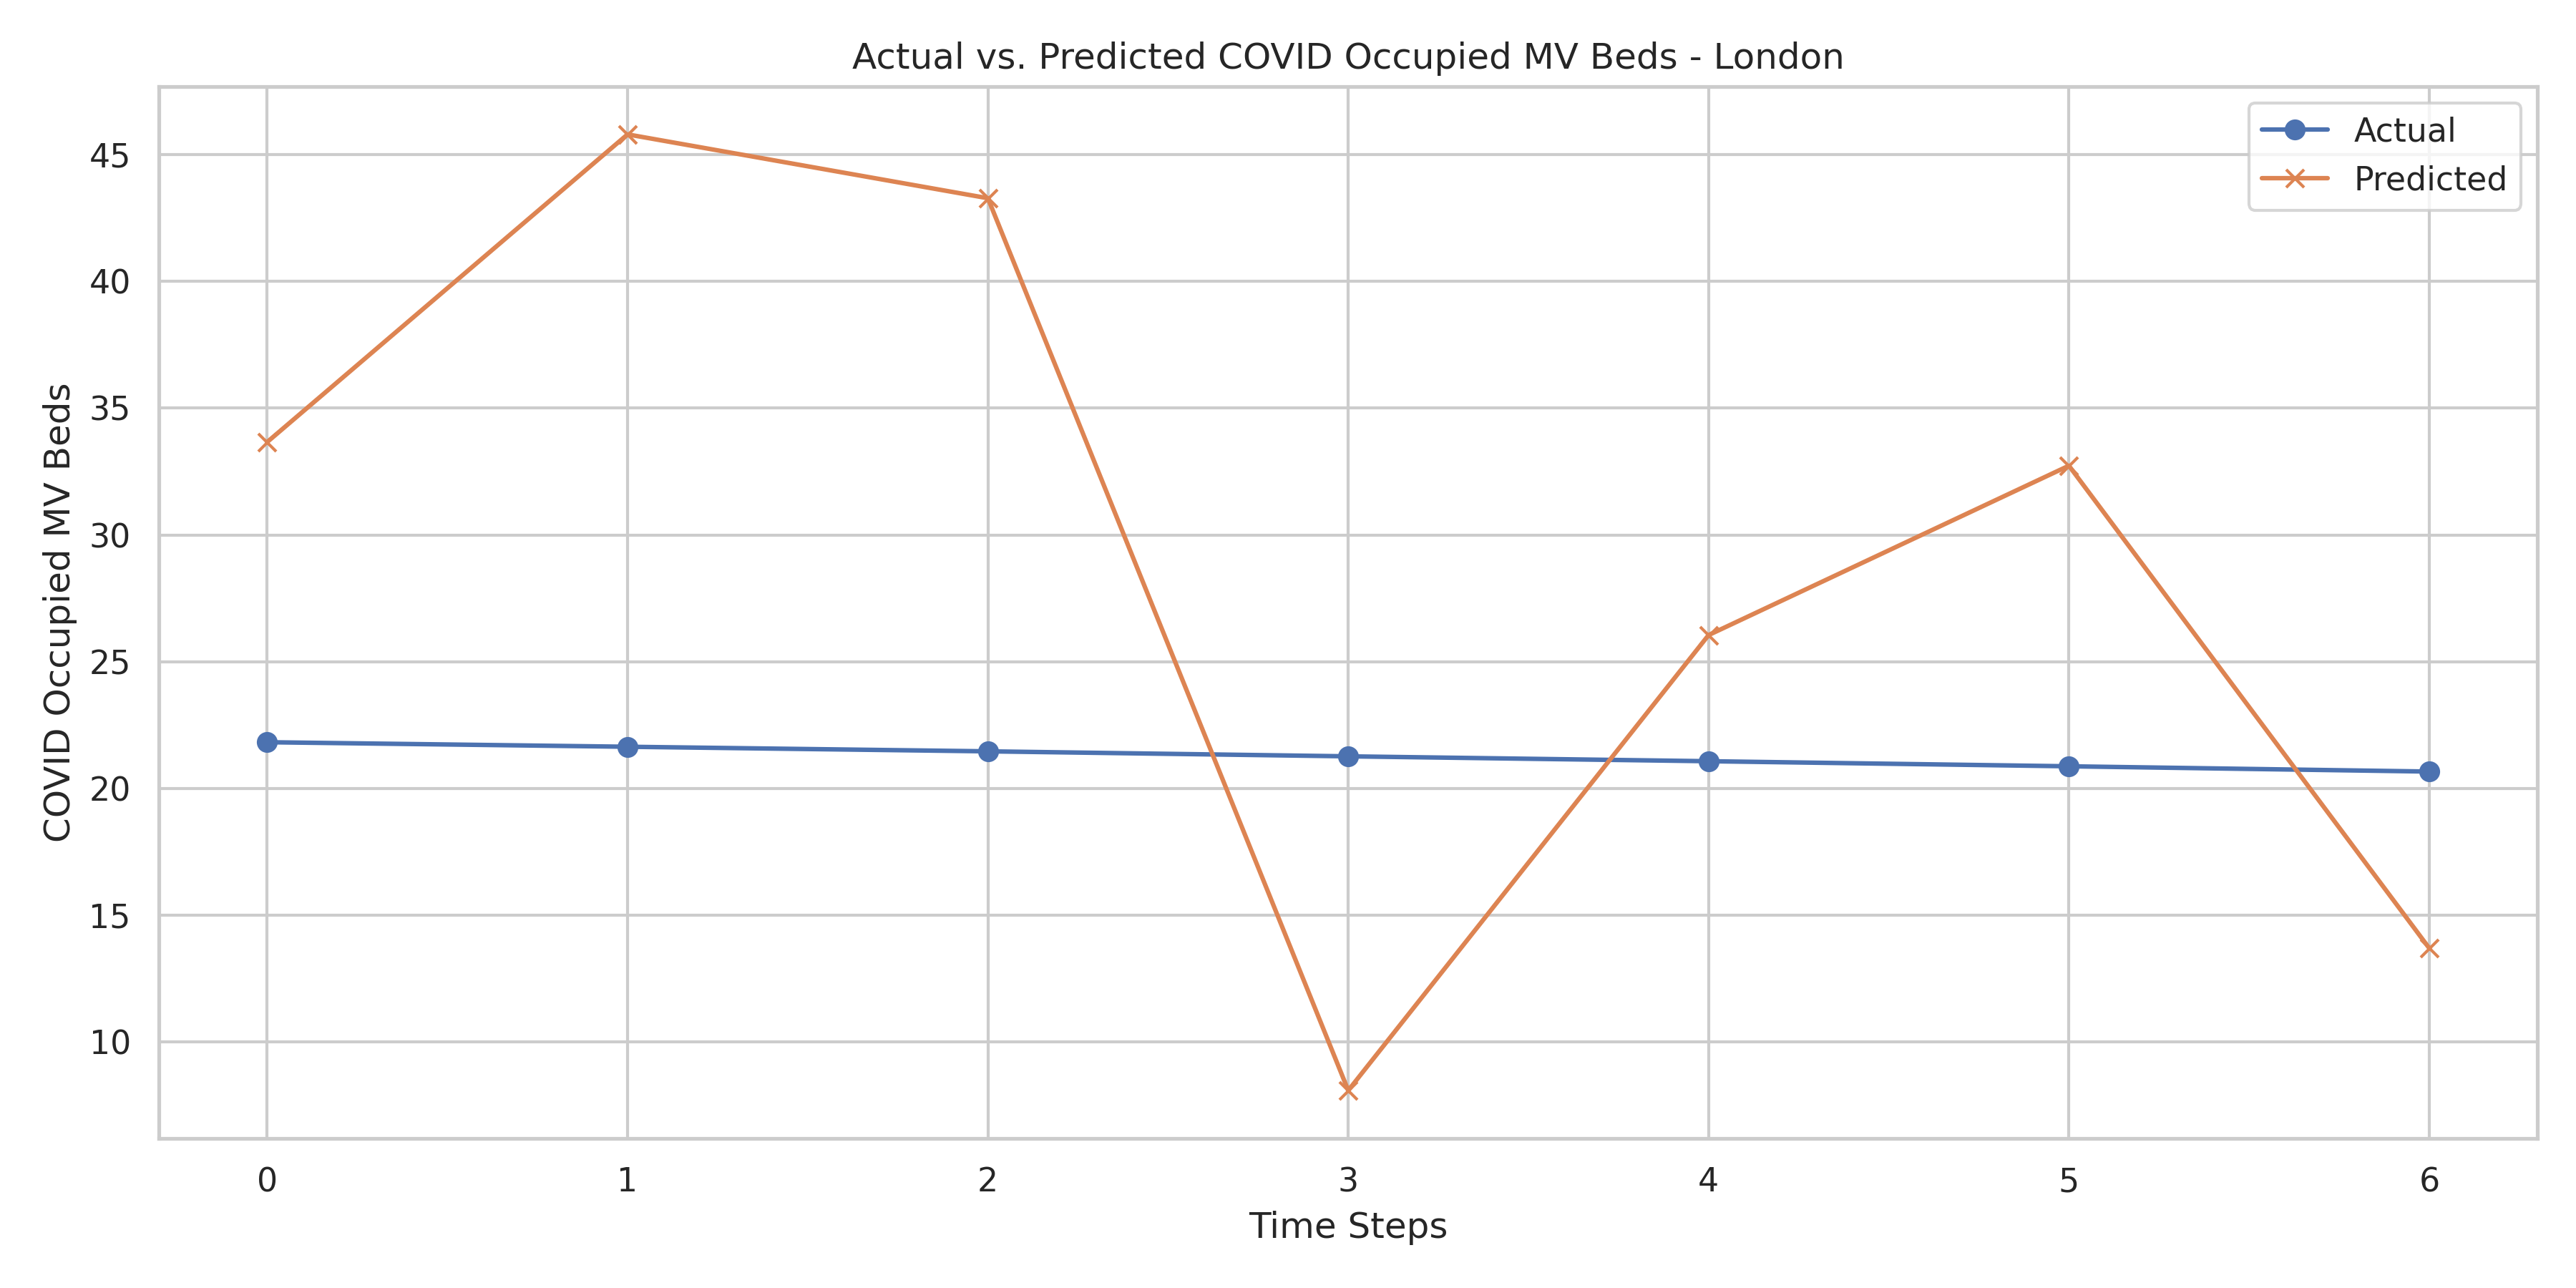 Actual vs. Predicted COVID Occupied MV Beds - London
Actual
Predicted
COVID Occupied MV Beds
45
40
35
30
25
20
15
10
0 1 2 3 4 5 6
Time Steps